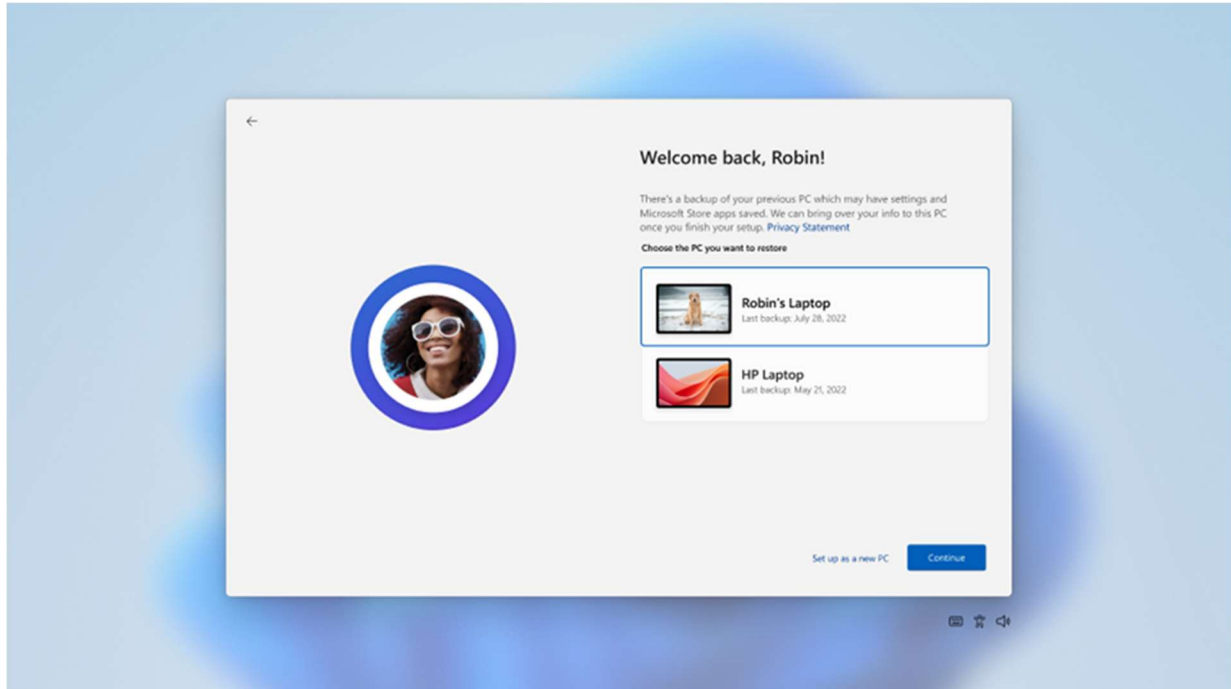 Welcome back, Robin!
There's a backup of your previous PC which may have settings and
Microsoft Store apps saved. We can bring over your info to this PC
once you finish your setup. Privacy Statement
Choose the PC you want to restore
Robin's Laptop
Last backup: July 28, 2022
HP Laptop
Last backup: May 21, 2022
Set up as a new PC
Continue